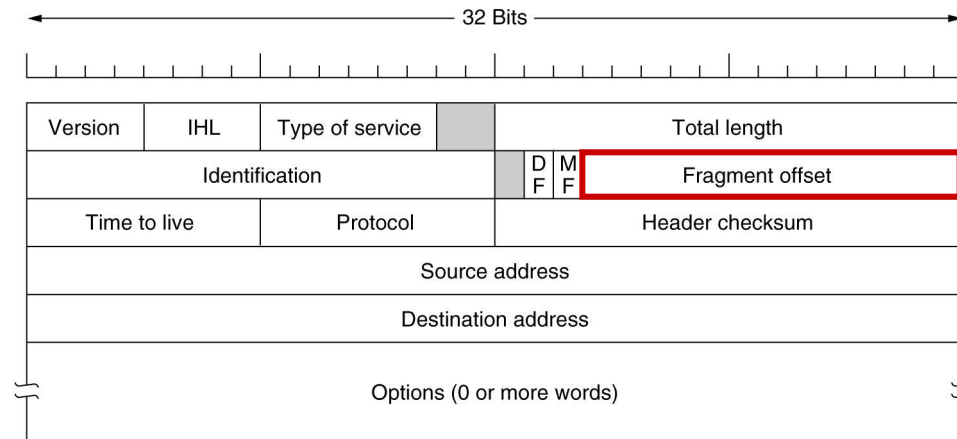 32 Bits
Version IHL Type of service Total length
Identification D F M F Fragment offset
Time to live Protocol Header checksum
Source address
Destination address
Options (0 or more words)